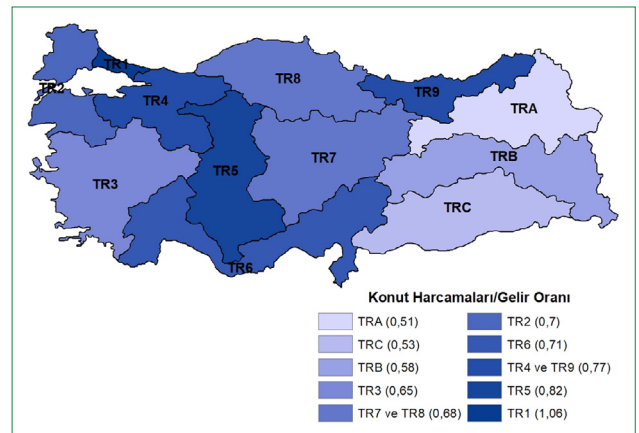 TR1
TR2
TR8
TR9
TR4
TRA
TRB
TR7
TR5
TR3
TRC
TR6
Konut Harcamaları/Gelir Oranı
TRA (0,51)
TRC (0,53)
TRB (0,58)
TR3 (0,65)
TR7 ve TR8 (0,68)
TR2 (0,7)
TR6 (0,71)
TR4 ve TR9 (0,77)
TR5 (0,82)
TR1 (1,06)